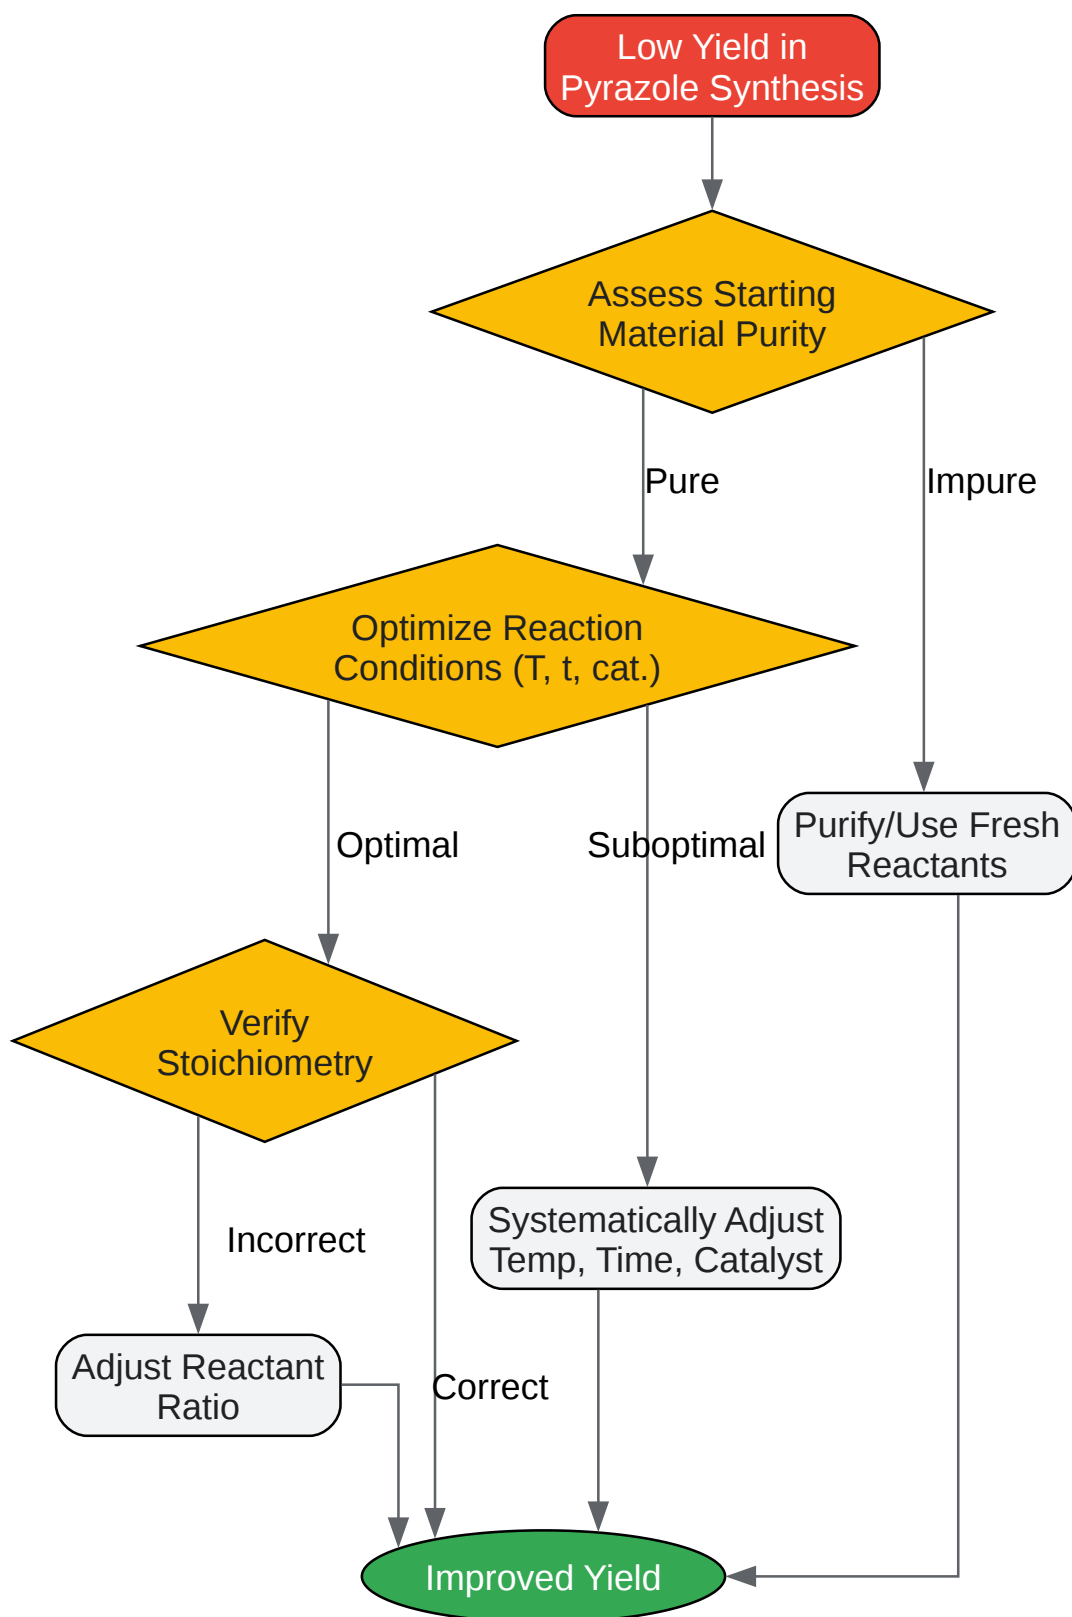 Low Yield in
Pyrazole Synthesis
Assess Starting
Material Purity
Pure
Impure
Optimize Reaction
Conditions (T, t, cat.)
Optimal
Suboptimal
Purify/Use Fresh
Reactants
Verify
Stoichiometry
Incorrect
Systematically Adjust
Temp, Time, Catalyst
Adjust Reactant
Ratio
Correct
Improved Yield